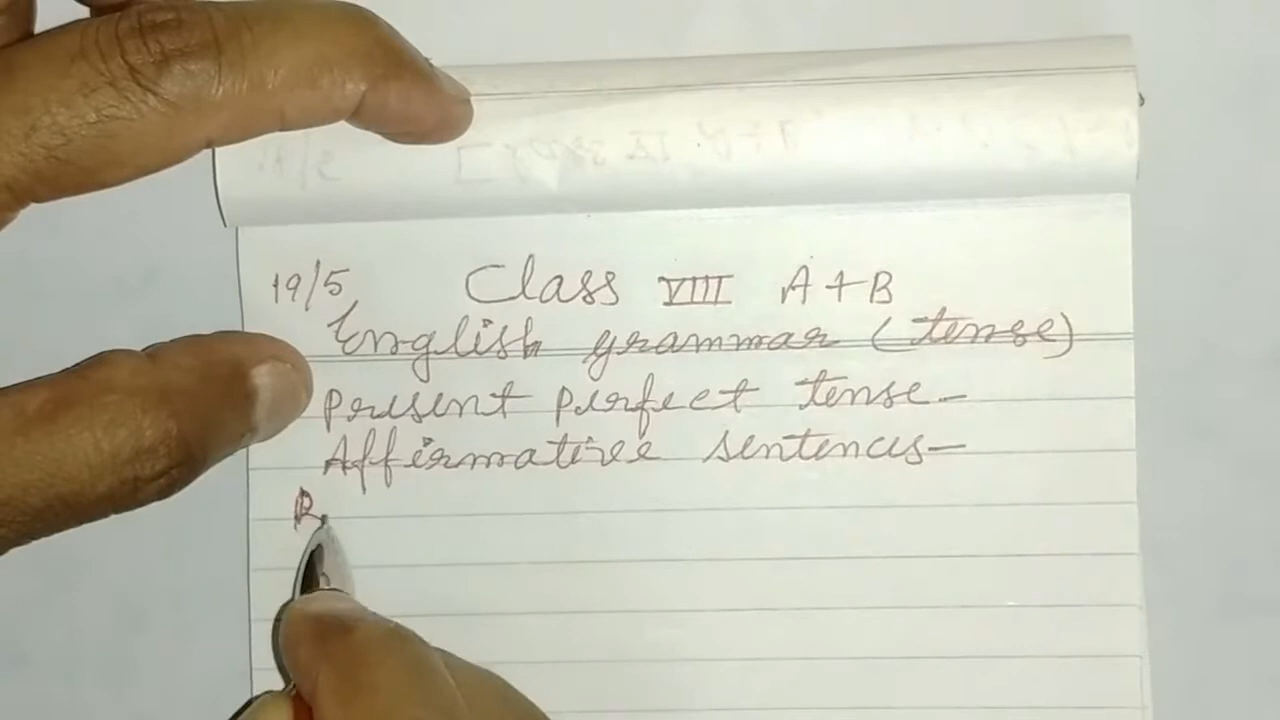 19/5 Class VIII A+B
English grammar (tense)
Present perfect tense-
Affirmative sentences-
R